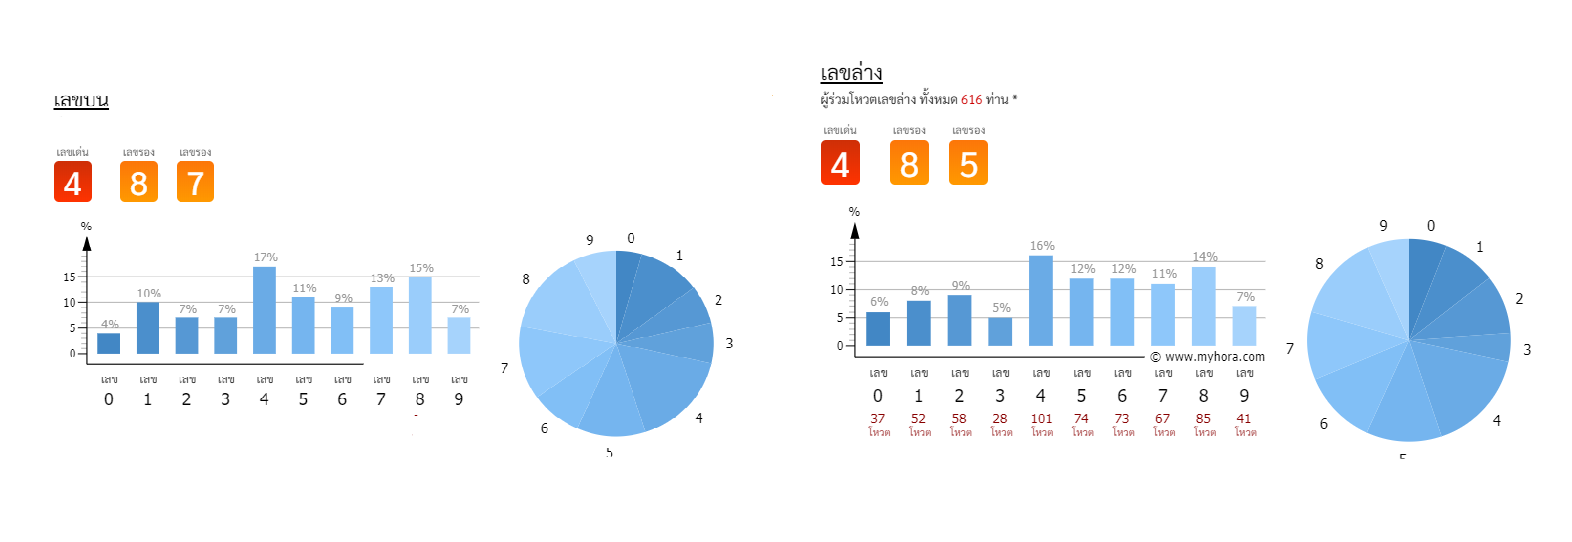 เลขบน
เลขเด่น เลขรอง เลขรอง
4 8 7
%
15
10
5
0
4% 10% 7% 7% 17% 11% 9% 13% 15% 7%
เลข เลข เลข เลข เลข เลข เลข เลข เลข เลข
0 1 2 3 4 5 6 7 8 9
0
1
2
3
4
5
6
7
8
9
เลขล่าง
ผู้ร่วมโหวตเลขล่าง ทั้งหมด 616 ท่าน *
เลขเด่น เลขรอง เลขรอง
4 8 5
%
15
10
5
0
6% 8% 9% 5% 16% 12% 12% 11% 14% 7%
© www.myhora.com
เลข เลข เลข เลข เลข เลข เลข เลข เลข เลข
0 1 2 3 4 5 6 7 8 9
37 52 58 28 101 74 73 67 85 41
โหวต โหวต โหวต โหวต โหวต โหวต โหวต โหวต โหวต โหวต
0
1
2
3
4
5
6
7
8
9